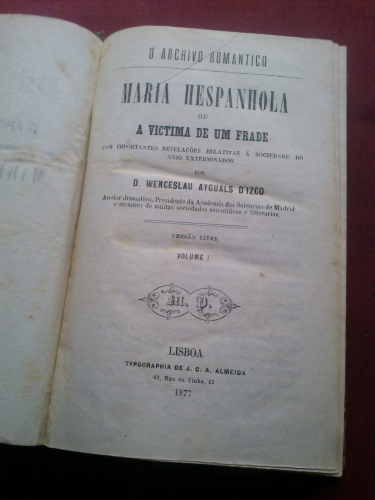 O ARCHIVO ROMANTICO
MARIA HESPANHOLA
OU
A VICTIMA DE UM FRADE
COM IMPORTANTES REVELAÇÕES RELATIVAS Á SOCIEDADE DO
ANJO EXTERMINADOR
POR
D. WENCESLAU AYGUALS D'IZCO
Auctor dramatico, Presidente da Academia das Sciencias de Madrid
e membro de muitas sociedades scientificas e litterarias.
VERSÃO LIVRE
VOLUME I
M. P.
LISBOA
TYPOGRAPHIA DE J. C. A. ALMEIDA
Rua da Vinha,
1877